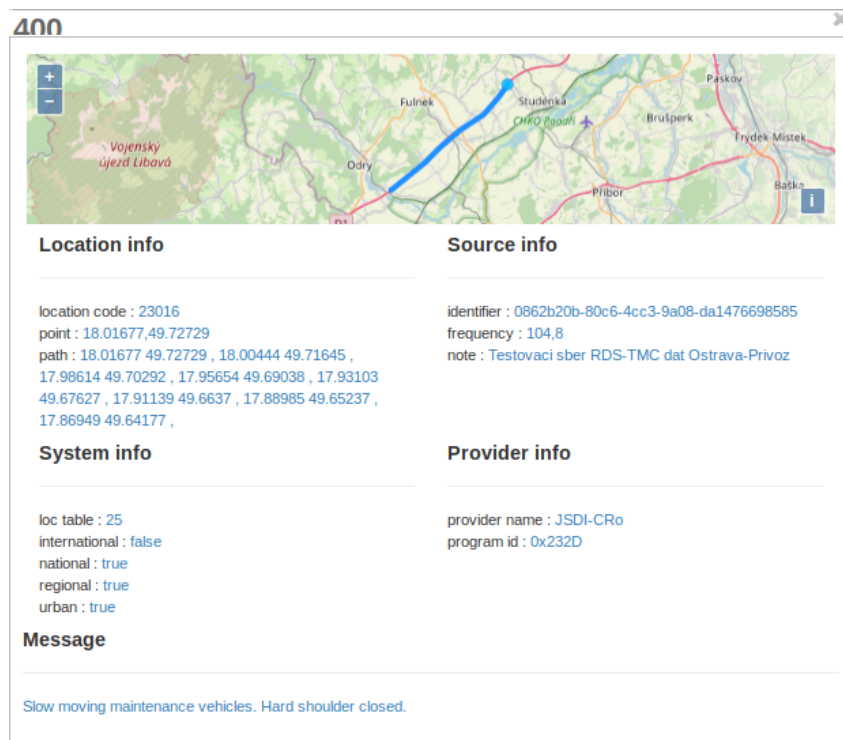 400
×
+
−
Fulnek
Studénka
CHKO Poodří
Paskov
Brušperk
Vojenský
újezd Libavá
Frýdek-Místek
Odry
Příbor
Baška
D1
i
Location info
Source info
location code : 23016
point : 18.01677,49.72729
path : 18.01677 49.72729 , 18.00444 49.71645 ,
17.98614 49.70292 , 17.95654 49.69038 , 17.93103
49.67627 , 17.91139 49.6637 , 17.88985 49.65237 ,
17.86949 49.64177 ,
identifier : 0862b20b-80c6-4cc3-9a08-da1476698585
frequency : 104,8
note : Testovaci sber RDS-TMC dat Ostrava-Privoz
System info
Provider info
loc table : 25
international : false
national : true
regional : true
urban : true
provider name : JSDI-CRo
program id : 0x232D
Message
Slow moving maintenance vehicles. Hard shoulder closed.